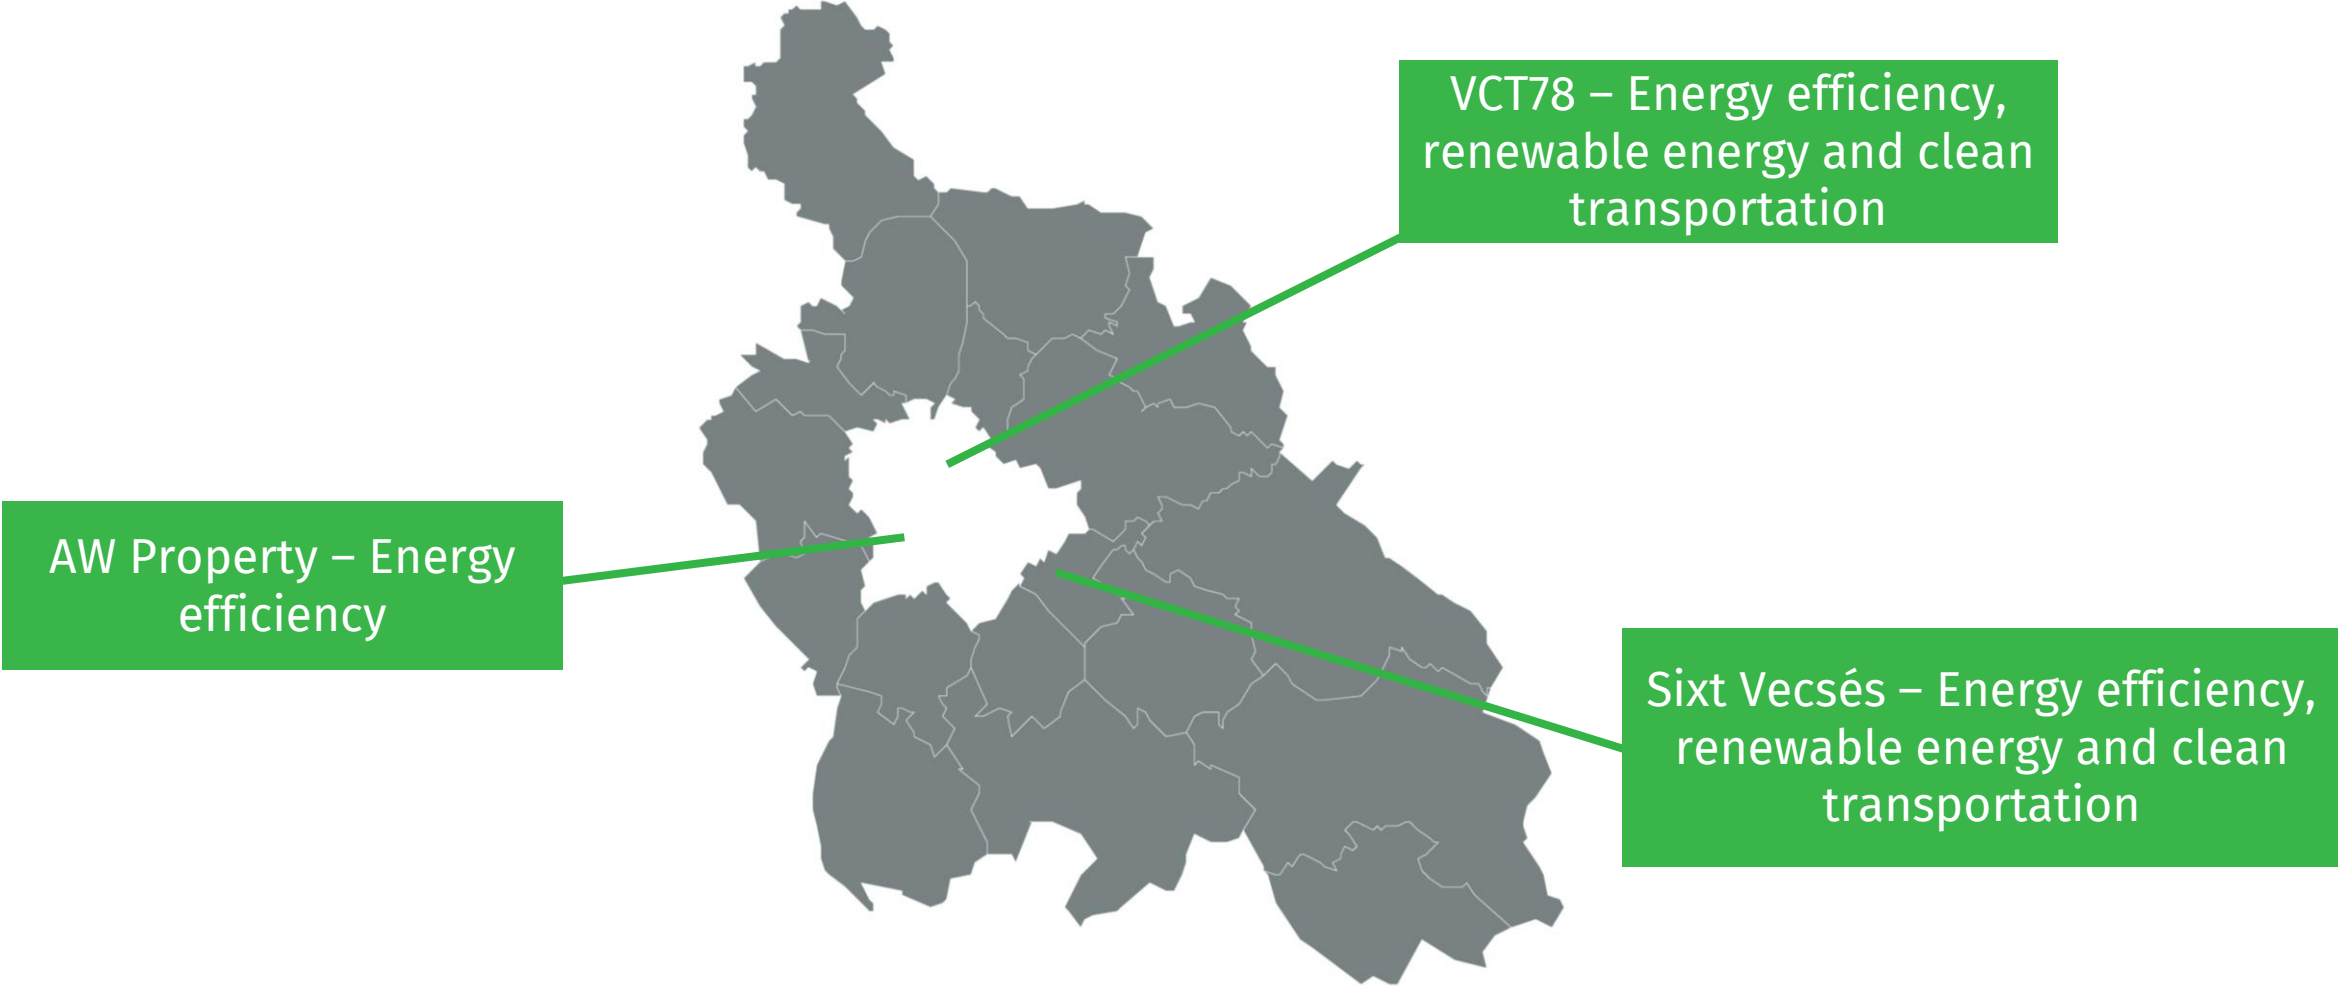 VCT78 – Energy efficiency,
renewable energy and clean
transportation
AW Property – Energy
efficiency
Sixt Vecsés – Energy efficiency,
renewable energy and clean
transportation